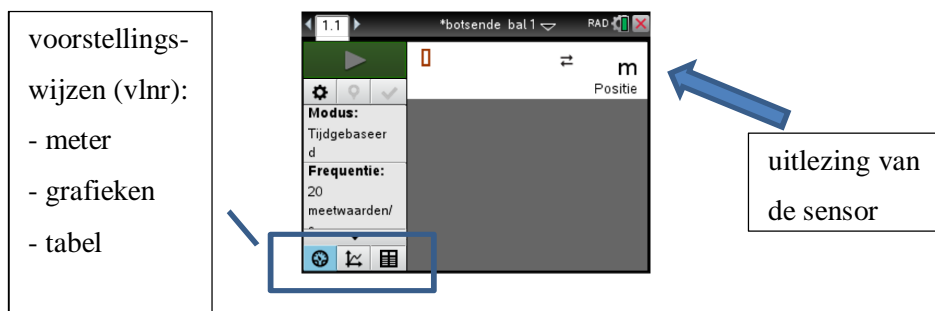 voorstellings-
wijzen (vlnr):
- meter
- grafieken
- tabel
1.1
*botsende bal 1
RAD
m
Positie
Modus:
Tijdgebaseer
d
Frequentie:
20
meetwaarden/
uitlezing van
de sensor